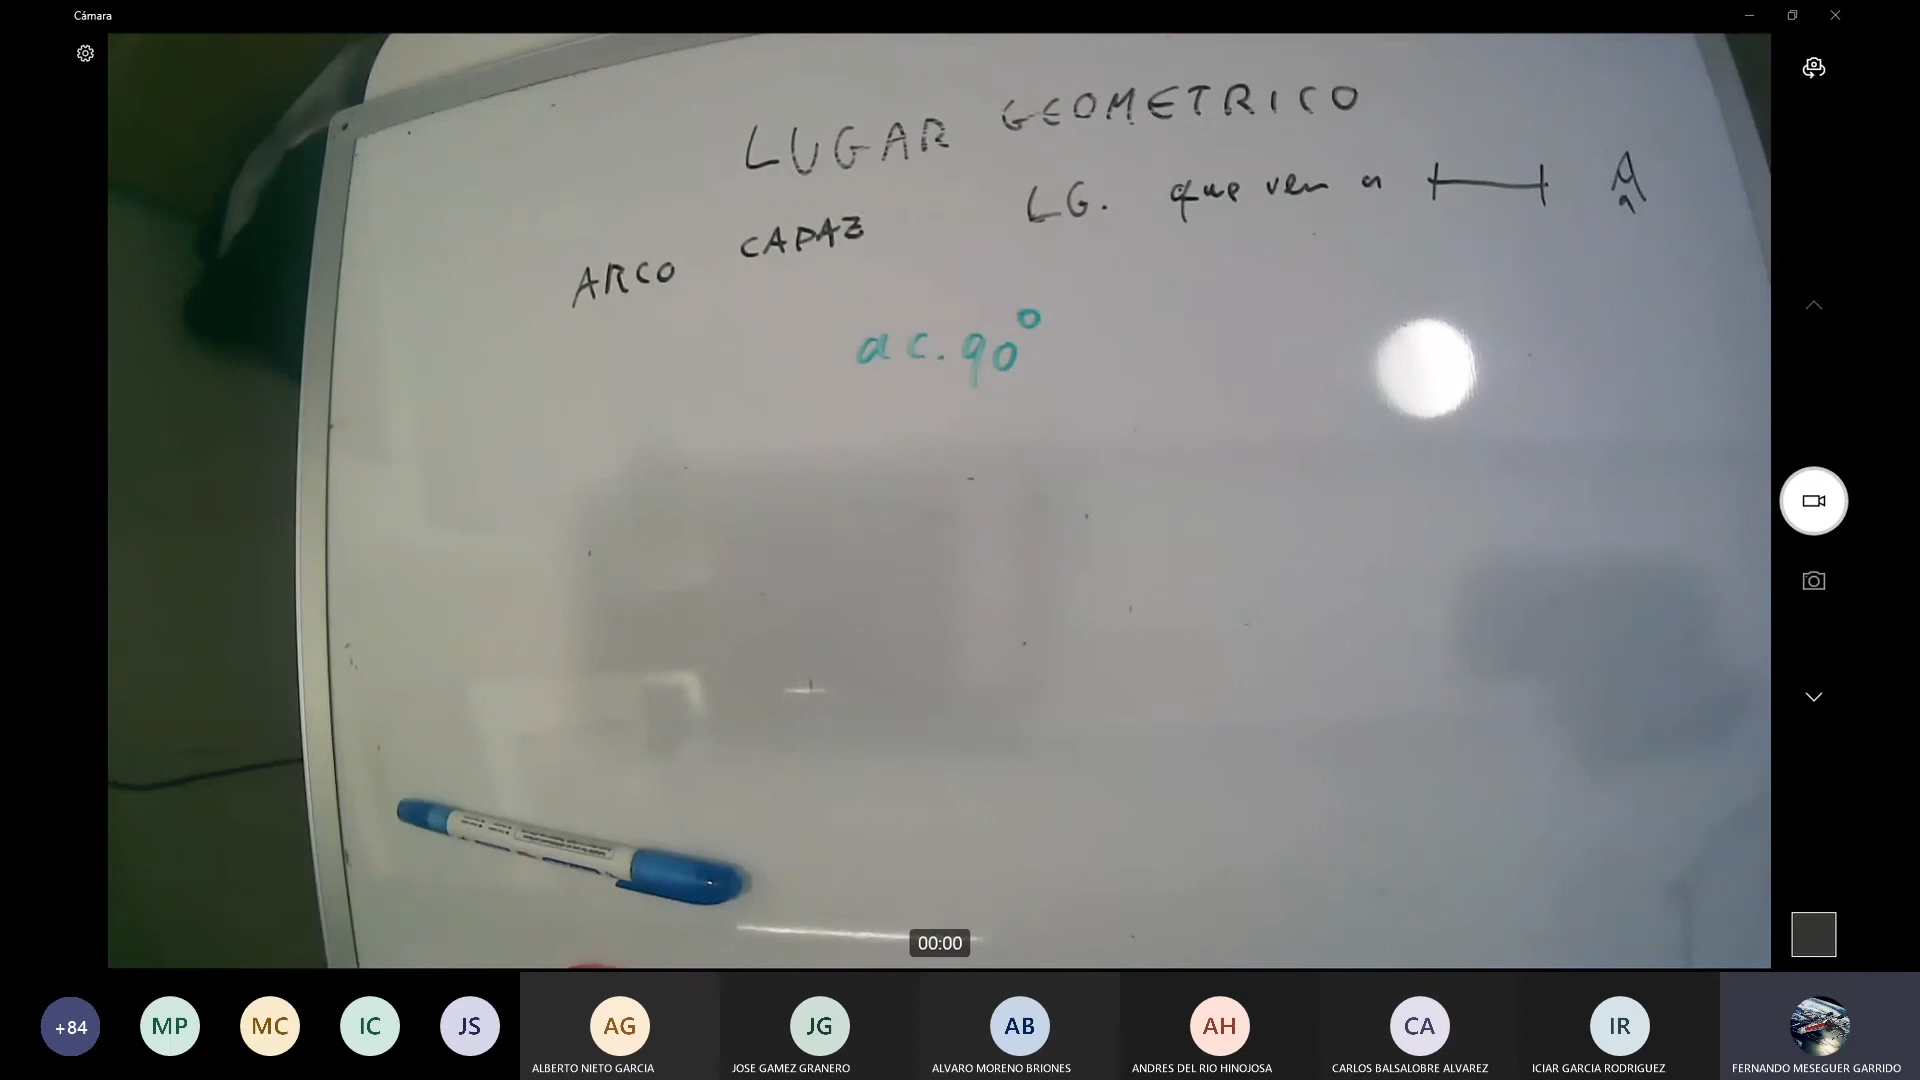 Cámara
LUGAR GEOMETRICO
ARCO CAPAZ LG. que ven a
ac. 90°
00:00
+84
MP
MC
IC
JS
AG
JG
AB
AH
CA
IR
ALBERTO NIETO GARCIA
JOSE GAMEZ GRANERO
ALVARO MORENO BRIONES
ANDRES DEL RIO HINOJOSA
CARLOS BALSALOBRE ALVAREZ
ICIAR GARCIA RODRIGUEZ
FERNANDO MESEGUER GARRIDO